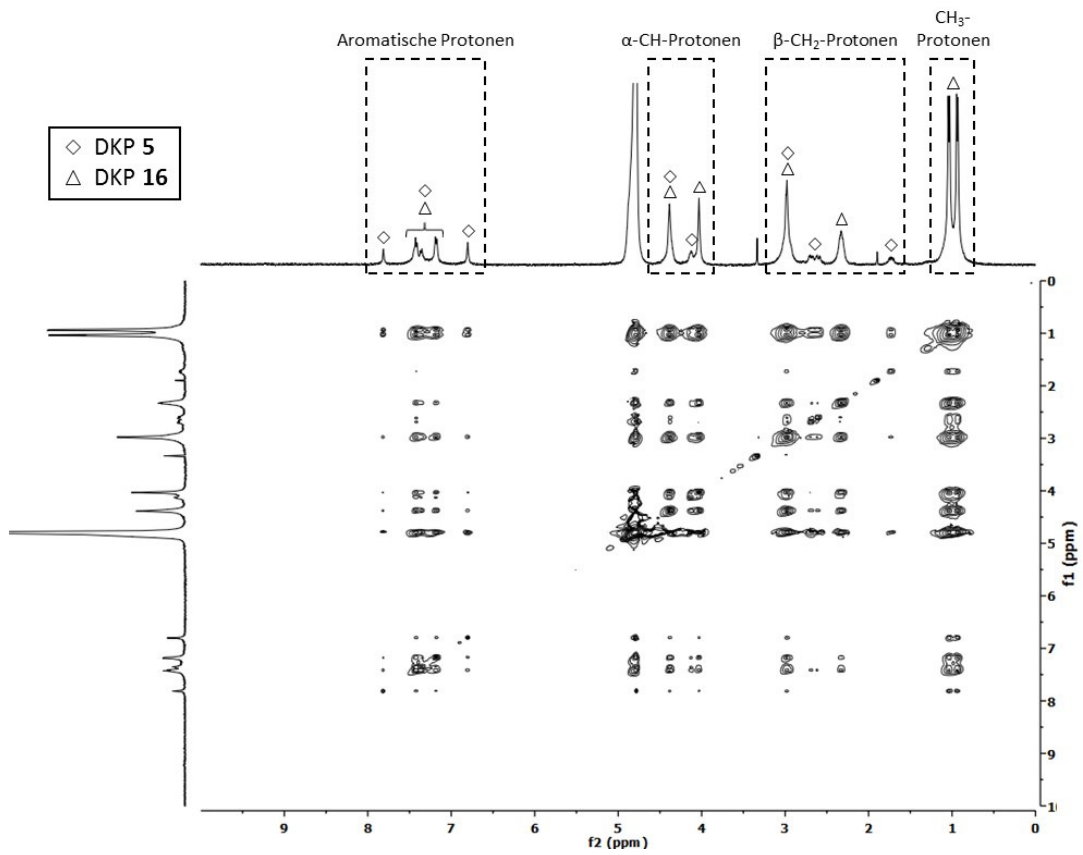 CH₃-
Protonen
Aromatische Protonen
α-CH-Protonen
β-CH₂-Protonen
◇ DKP 5
△ DKP 16
0
1
2
3
4
5
6
7
8
9
1
f1 (ppm)
9
8
7
6
5
4
3
2
1
0
f2 (ppm)